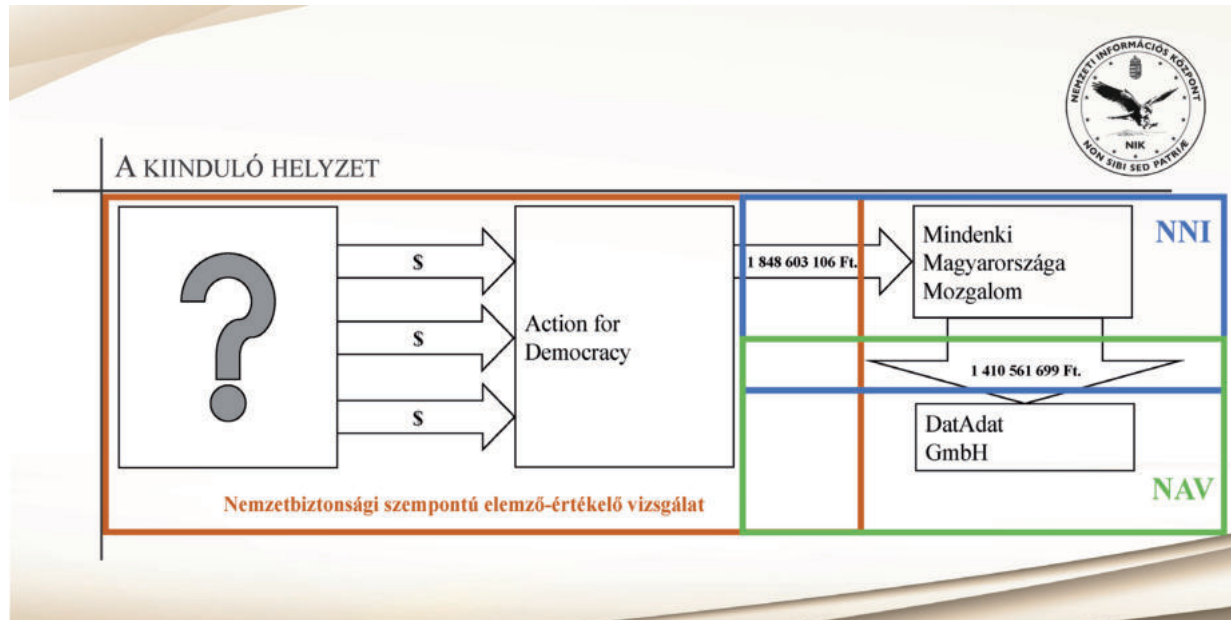 NEMZETI INFORMÁCIÓS KÖZPONT
NIK
NON SIBI SED PATRIÆ
A KIINDULÓ HELYZET
?
$
$
$
Action for
Democracy
1 848 603 106 Ft.
Mindenki
Magyarországa
Mozgalom
NNI
1 410 561 699 Ft.
DatAdat
GmbH
NAV
Nemzetbiztonsági szempontú elemző-értékelő vizsgálat